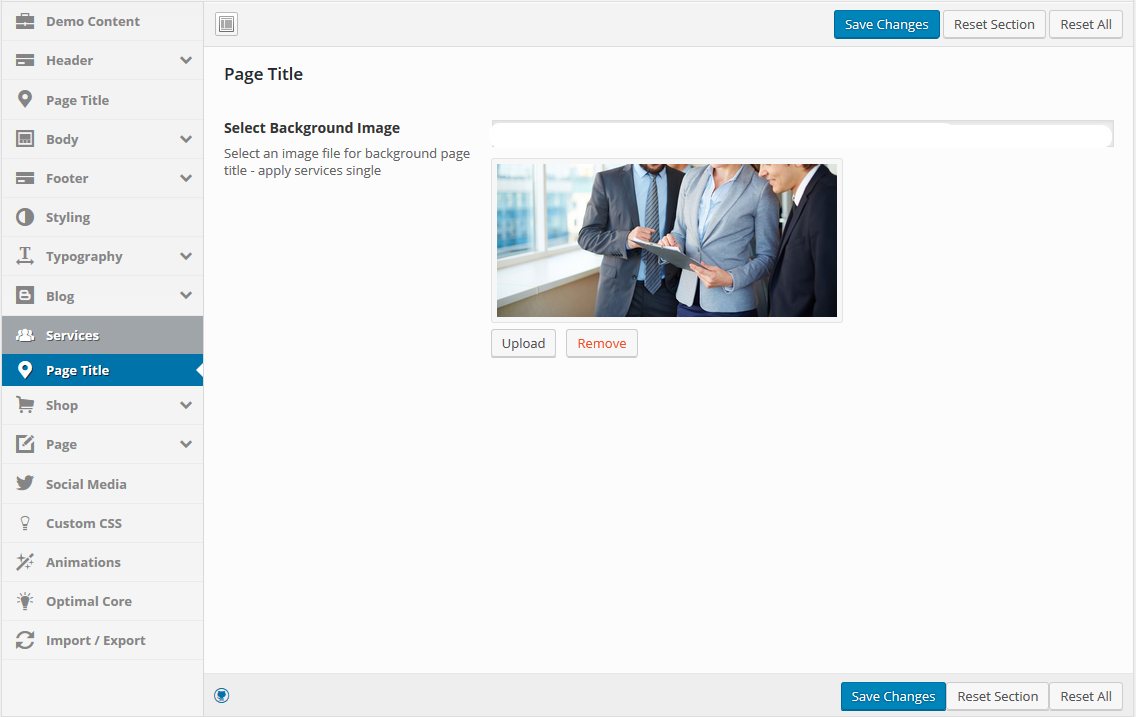 Demo Content
Header
Page Title
Body
Footer
Styling
Typography
Blog
Services
Page Title
Shop
Page
Social Media
Custom CSS
Animations
Optimal Core
Import / Export
Save Changes
Reset Section
Reset All
Page Title
Select Background Image
Select an image file for background page
title - apply services single
Upload
Remove
Save Changes
Reset Section
Reset All